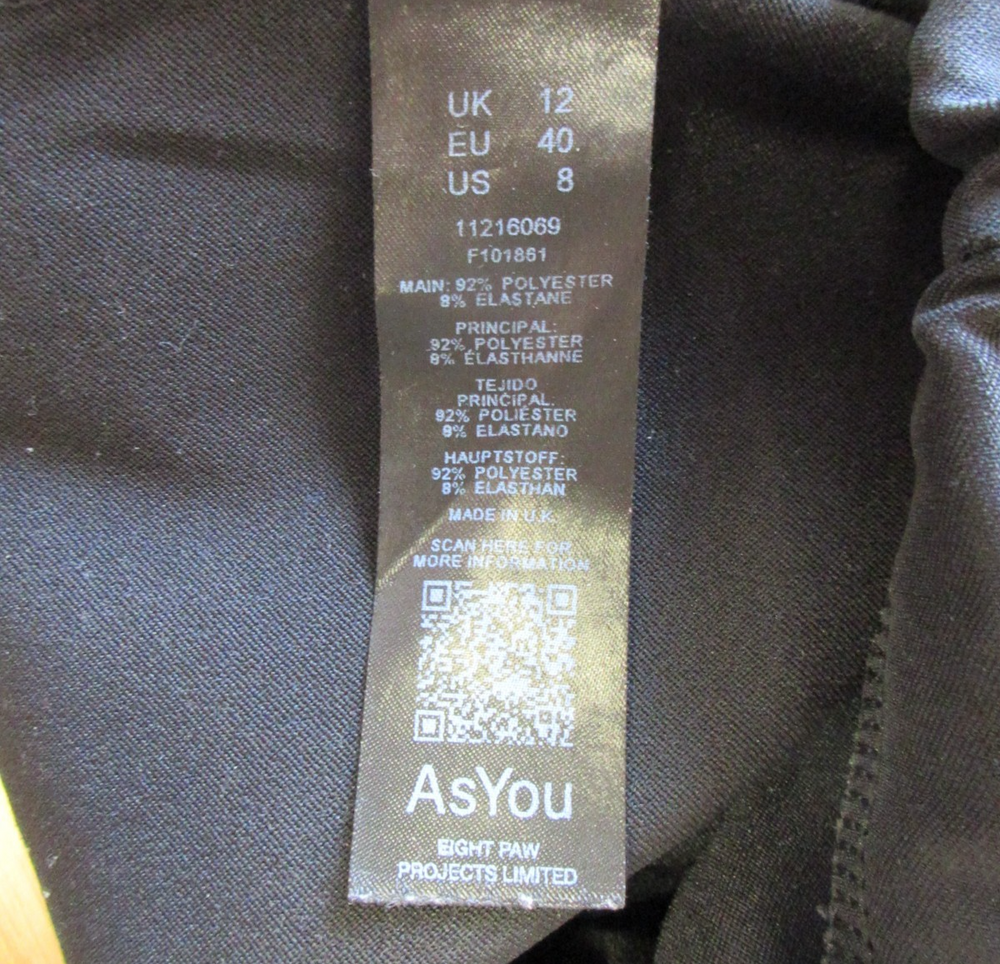 UK 12
EU 40
US 8
11216069
F101861
MAIN: 92% POLYESTER
8% ELASTANE
PRINCIPAL:
92% POLYESTER
8% ÉLASTHANNE
TEJIDO
PRINCIPAL:
92% POLIÉSTER
8% ELASTANO
HAUPTSTOFF:
92% POLYESTER
8% ELASTHAN
MADE IN U.K.
SCAN HERE FOR
MORE INFORMATION
AsYou
EIGHT PAW
PROJECTS LIMITED